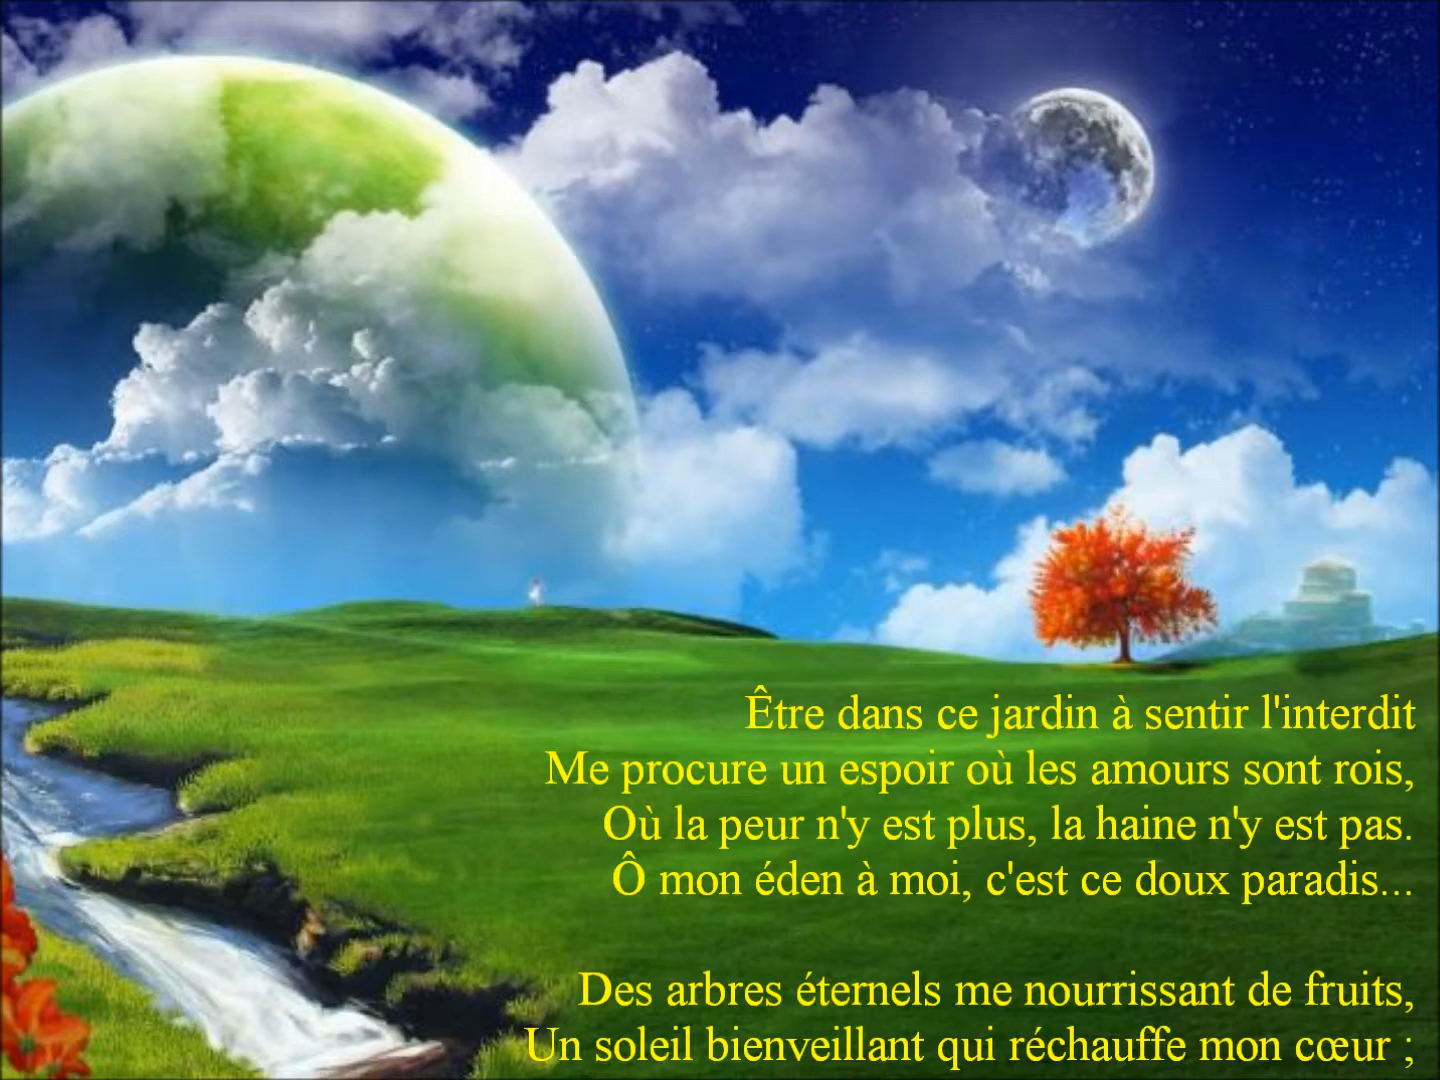 Être dans ce jardin à sentir l'interdit
Me procure un espoir où les amours sont rois,
Où la peur n'y est plus, la haine n'y est pas.
Ô mon éden à moi, c'est ce doux paradis...
Des arbres éternels me nourrissant de fruits,
Un soleil bienveillant qui réchauffe mon cœur ;